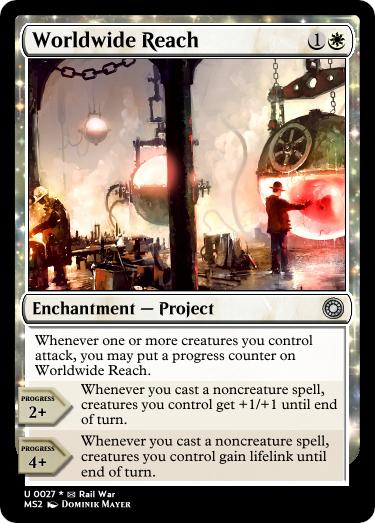 Worldwide Reach 1
Enchantment — Project
Whenever one or more creatures you control
attack, you may put a progress counter on
Worldwide Reach.
PROGRESS
2+
Whenever you cast a noncreature spell,
creatures you control get +1/+1 until end
of turn.
PROGRESS
4+
Whenever you cast a noncreature spell,
creatures you control gain lifelink until
end of turn.
U 0027 * ✉ Rail War
MS2 Dominik Mayer